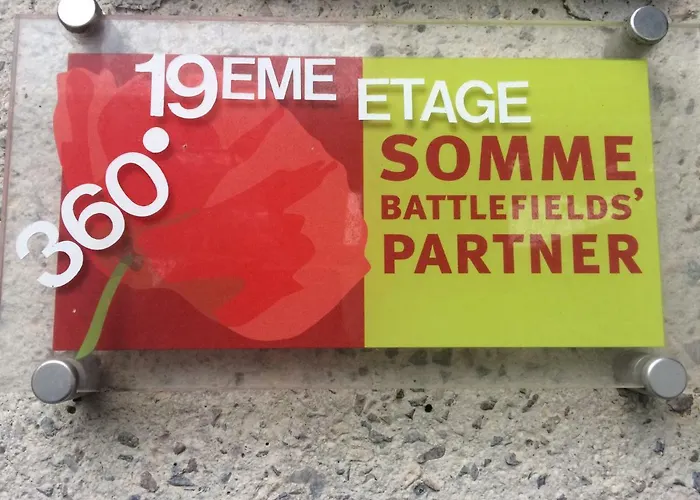 360°
19EME ETAGE
SOMME
BATTLEFIELDS'
PARTNER